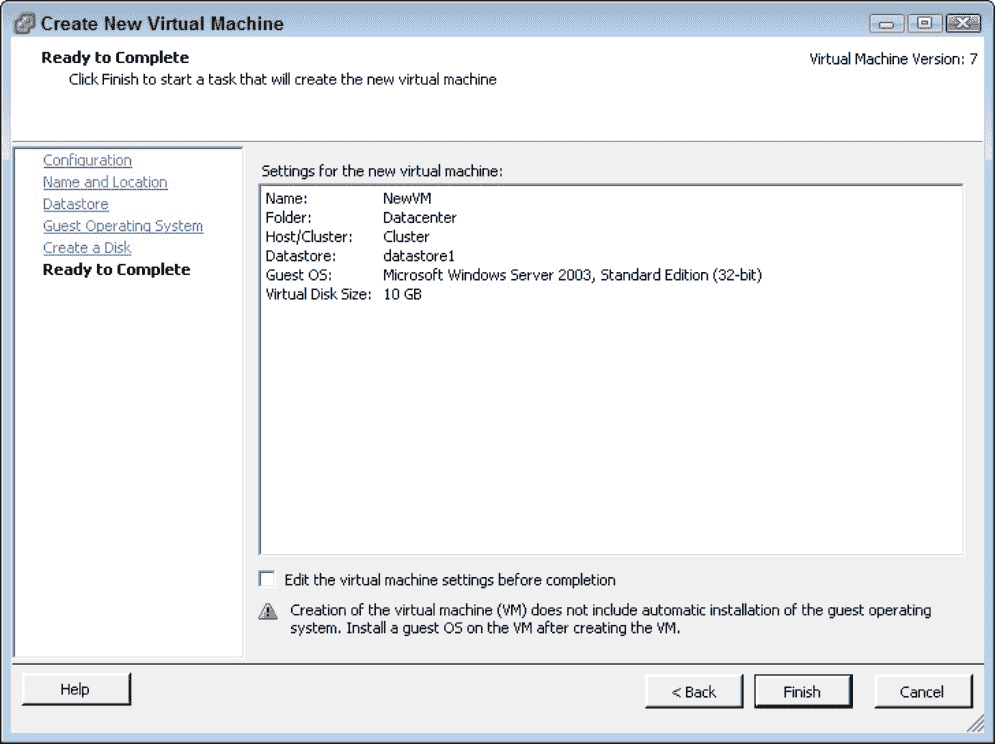 Create New Virtual Machine
Ready to Complete
Virtual Machine Version: 7
Click Finish to start a task that will create the new virtual machine
Configuration
Name and Location
Datastore
Guest Operating System
Create a Disk
Ready to Complete
Settings for the new virtual machine:
Name: NewVM
Folder: Datacenter
Host/Cluster: Cluster
Datastore: datastore1
Guest OS: Microsoft Windows Server 2003, Standard Edition (32-bit)
Virtual Disk Size: 10 GB
Edit the virtual machine settings before completion
Creation of the virtual machine (VM) does not include automatic installation of the guest operating
system. Install a guest OS on the VM after creating the VM.
Help
< Back
Finish
Cancel